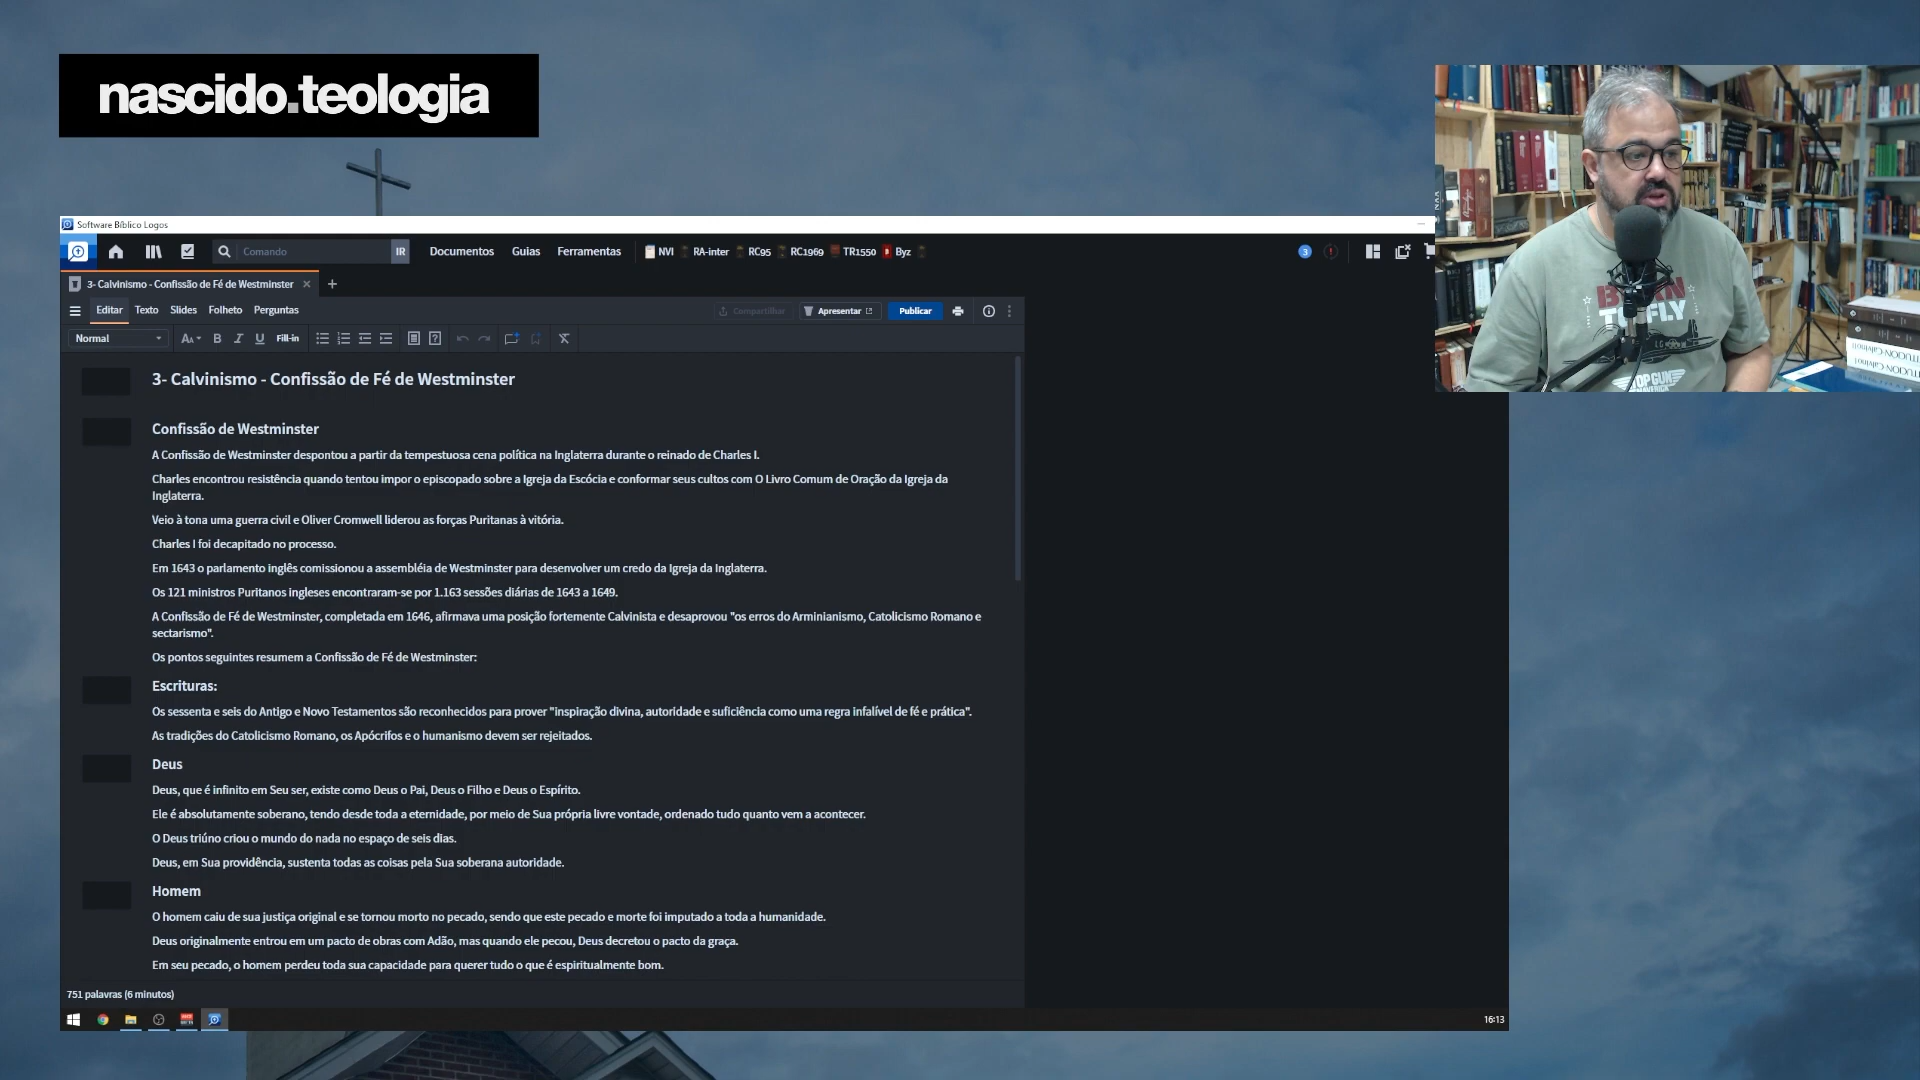 nascido.teologia
Software Bíblico Logos
Comando
IR
Documentos
Guias
Ferramentas
NVI
RA-inter
RC95
RC1969
TR1550
Byz
3
3- Calvinismo - Confissão de Fé de Westminster
Editar
Texto
Slides
Folheto
Perguntas
Compartilhar
Apresentar
Publicar
Normal
AA
B
I
U
Fill-in
3- Calvinismo - Confissão de Fé de Westminster
Confissão de Westminster
A Confissão de Westminster despontou a partir da tempestuosa cena política na Inglaterra durante o reinado de Charles I.
Charles encontrou resistência quando tentou impor o episcopado sobre a Igreja da Escócia e conformar seus cultos com O Livro Comum de Oração da Igreja da
Inglaterra.
Veio à tona uma guerra civil e Oliver Cromwell liderou as forças Puritanas à vitória.
Charles I foi decapitado no processo.
Em 1643 o parlamento inglês comissionou a assembléia de Westminster para desenvolver um credo da Igreja da Inglaterra.
Os 121 ministros Puritanos ingleses encontraram-se por 1.163 sessões diárias de 1643 a 1649.
A Confissão de Fé de Westminster, completada em 1646, afirmava uma posição fortemente Calvinista e desaprovou "os erros do Arminianismo, Catolicismo Romano e
sectarismo".
Os pontos seguintes resumem a Confissão de Fé de Westminster:
Escrituras:
Os sessenta e seis do Antigo e Novo Testamentos são reconhecidos para prover "inspiração divina, autoridade e suficiência como uma regra infalível de fé e prática".
As tradições do Catolicismo Romano, os Apócrifos e o humanismo devem ser rejeitados.
Deus
Deus, que é infinito em Seu ser, existe como Deus o Pai, Deus o Filho e Deus o Espírito.
Ele é absolutamente soberano, tendo desde toda a eternidade, por meio de Sua própria livre vontade, ordenado tudo quanto vem a acontecer.
O Deus triúno criou o mundo do nada no espaço de seis dias.
Deus, em Sua providência, sustenta todas as coisas pela Sua soberana autoridade.
Homem
O homem caiu de sua justiça original e se tornou morto no pecado, sendo que este pecado e morte foi imputado a toda a humanidade.
Deus originalmente entrou em um pacto de obras com Adão, mas quando ele pecou, Deus decretou o pacto da graça.
Em seu pecado, o homem perdeu toda sua capacidade para querer tudo o que é espiritualmente bom.
751 palavras (6 minutos)
16:13
BORN
TO FLY
TOP GUN
MAVERICK